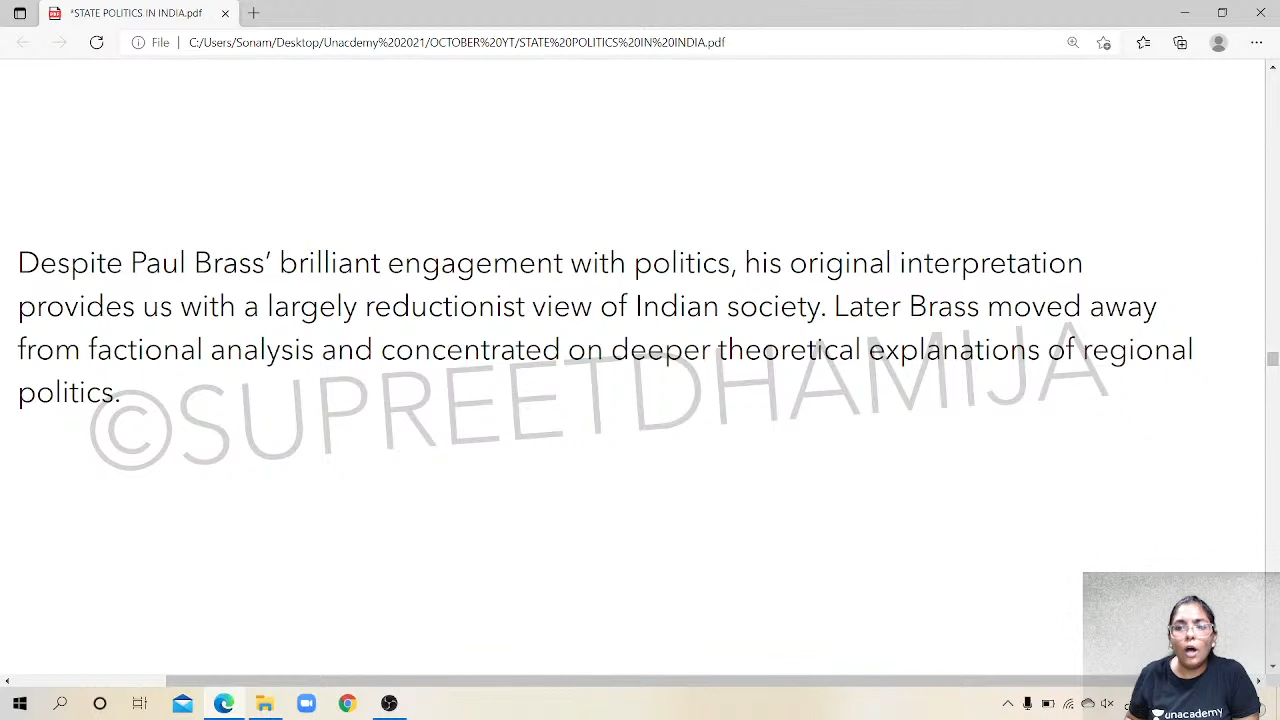 *STATE POLITICS IN INDIA.pdf
File
C:/Users/Sonam/Desktop/Unacdemy%202021/OCTOBER%20YT/STATE%20POLITICS%20IN%20INDIA.pdf
Despite Paul Brass’ brilliant engagement with politics, his original interpretation
provides us with a largely reductionist view of Indian society. Later Brass moved away
from factional analysis and concentrated on deeper theoretical explanations of regional
politics.
©SUPREETDHAMIJA
unacademy